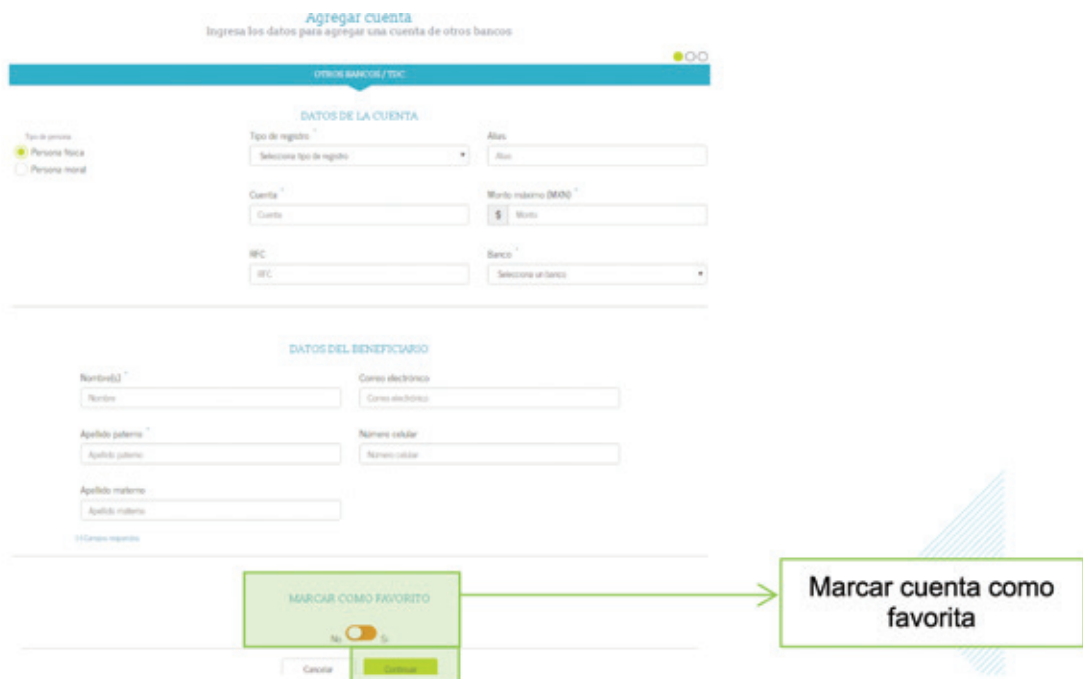 Agregar cuenta
Ingresa los datos para agregar una cuenta de otros bancos
OTROS BANCOS / TDC
DATOS DE LA CUENTA
Tipo de persona
Persona física
Persona moral
Tipo de registro *
Selecciona tipo de registro
Alias
Alias
Cuenta *
Cuenta
Monto máximo (MXN) *
$ Monto
RFC
RFC
Banco *
Selecciona un banco
DATOS DEL BENEFICIARIO
Nombre(s) *
Nombre
Correo electrónico
Correo electrónico
Apellido paterno *
Apellido paterno
Número celular
Número celular
Apellido materno
Apellido materno
(*) Campos requeridos
MARCAR COMO FAVORITO
No Si
Cancelar Continuar
Marcar cuenta como
favorita